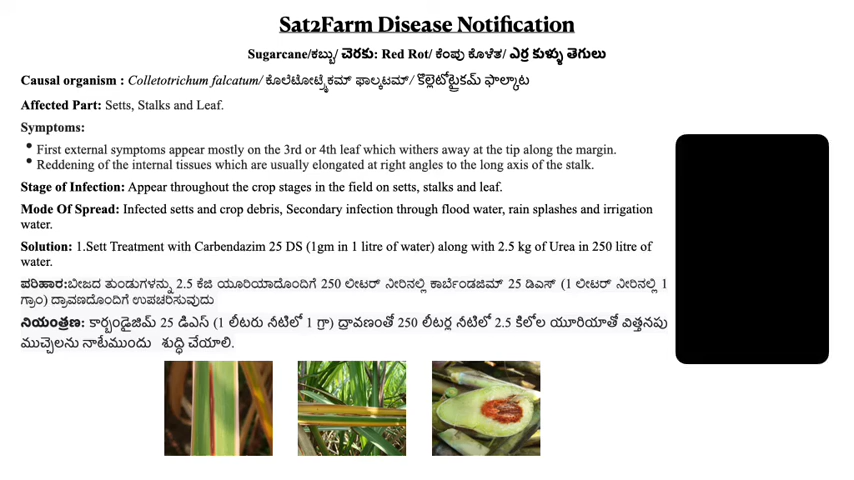 Sat2Farm Disease Notification
Sugarcane/ಕಬ್ಬು/ చెరకు: Red Rot/ ಕೆಂಪು ಕೊಳೆತ/ ఎర్ర కుళ్ళు తెగులు
Causal organism : Colletotrichum falcatum/ ಕೊಲೆಟೋಟ್ರೈಕಮ್ ಫಾಲ್ಕಟಮ್/ కొల్లెటోట్రైకమ్ ఫాల్కాట
Affected Part: Setts, Stalks and Leaf.
Symptoms:
• First external symptoms appear mostly on the 3rd or 4th leaf which withers away at the tip along the margin.
• Reddening of the internal tissues which are usually elongated at right angles to the long axis of the stalk.
Stage of Infection: Appear throughout the crop stages in the field on setts, stalks and leaf.
Mode Of Spread: Infected setts and crop debris, Secondary infection through flood water, rain splashes and irrigation
water.
Solution: 1.Sett Treatment with Carbendazim 25 DS (1gm in 1 litre of water) along with 2.5 kg of Urea in 250 litre of
water.
ಪರಿಹಾರ:ಬೀಜದ ತುಂಡುಗಳನ್ನು 2.5 ಕೆಜಿ ಯೂರಿಯಾದೊಂದಿಗೆ 250 ಲೀಟರ್ ನೀರಿನಲ್ಲಿ ಕಾರ್ಬೆಂಡಜಿಮ್ 25 ಡಿಎಸ್ (1 ಲೀಟರ್ ನೀರಿನಲ್ಲಿ 1
ಗ್ರಾಂ) ದ್ರಾವಣದೊಂದಿಗೆ ಉಪಚರಿಸುವುದು
నియంత్రణ: కార్బండైజిమ్ 25 డిఎస్ (1 లీటరు నీటిలో 1 గ్రా) ద్రావణంతో 250 లీటర్ల నీటిలో 2.5 కిలోల యూరియాతో విత్తనపు
ముచ్చెలను నాటేముందు శుద్ధి చేయాలి.